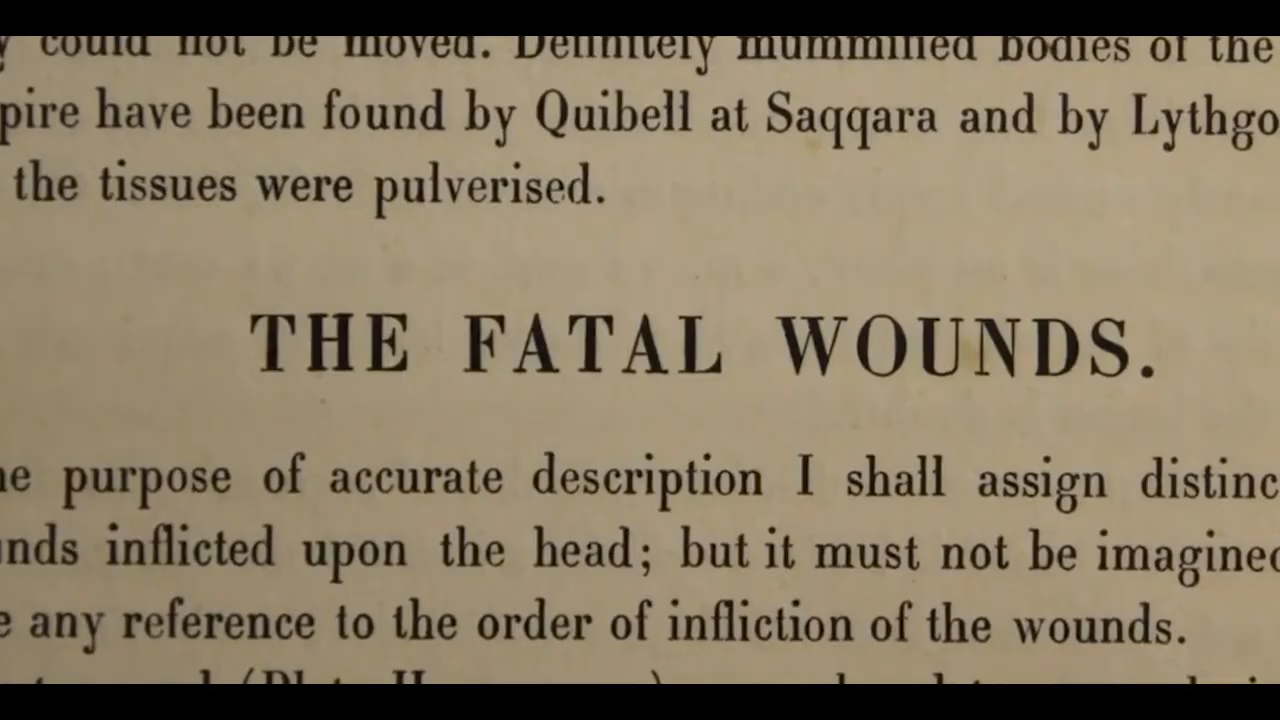 could not be moved. Definitely mummified bodies of the
pire have been found by Quibell at Saqqara and by Lythgo
the tissues were pulverised.
THE FATAL WOUNDS.
ne purpose of accurate description I shall assign distinc
nds inflicted upon the head; but it must not be imagined
e any reference to the order of infliction of the wounds.